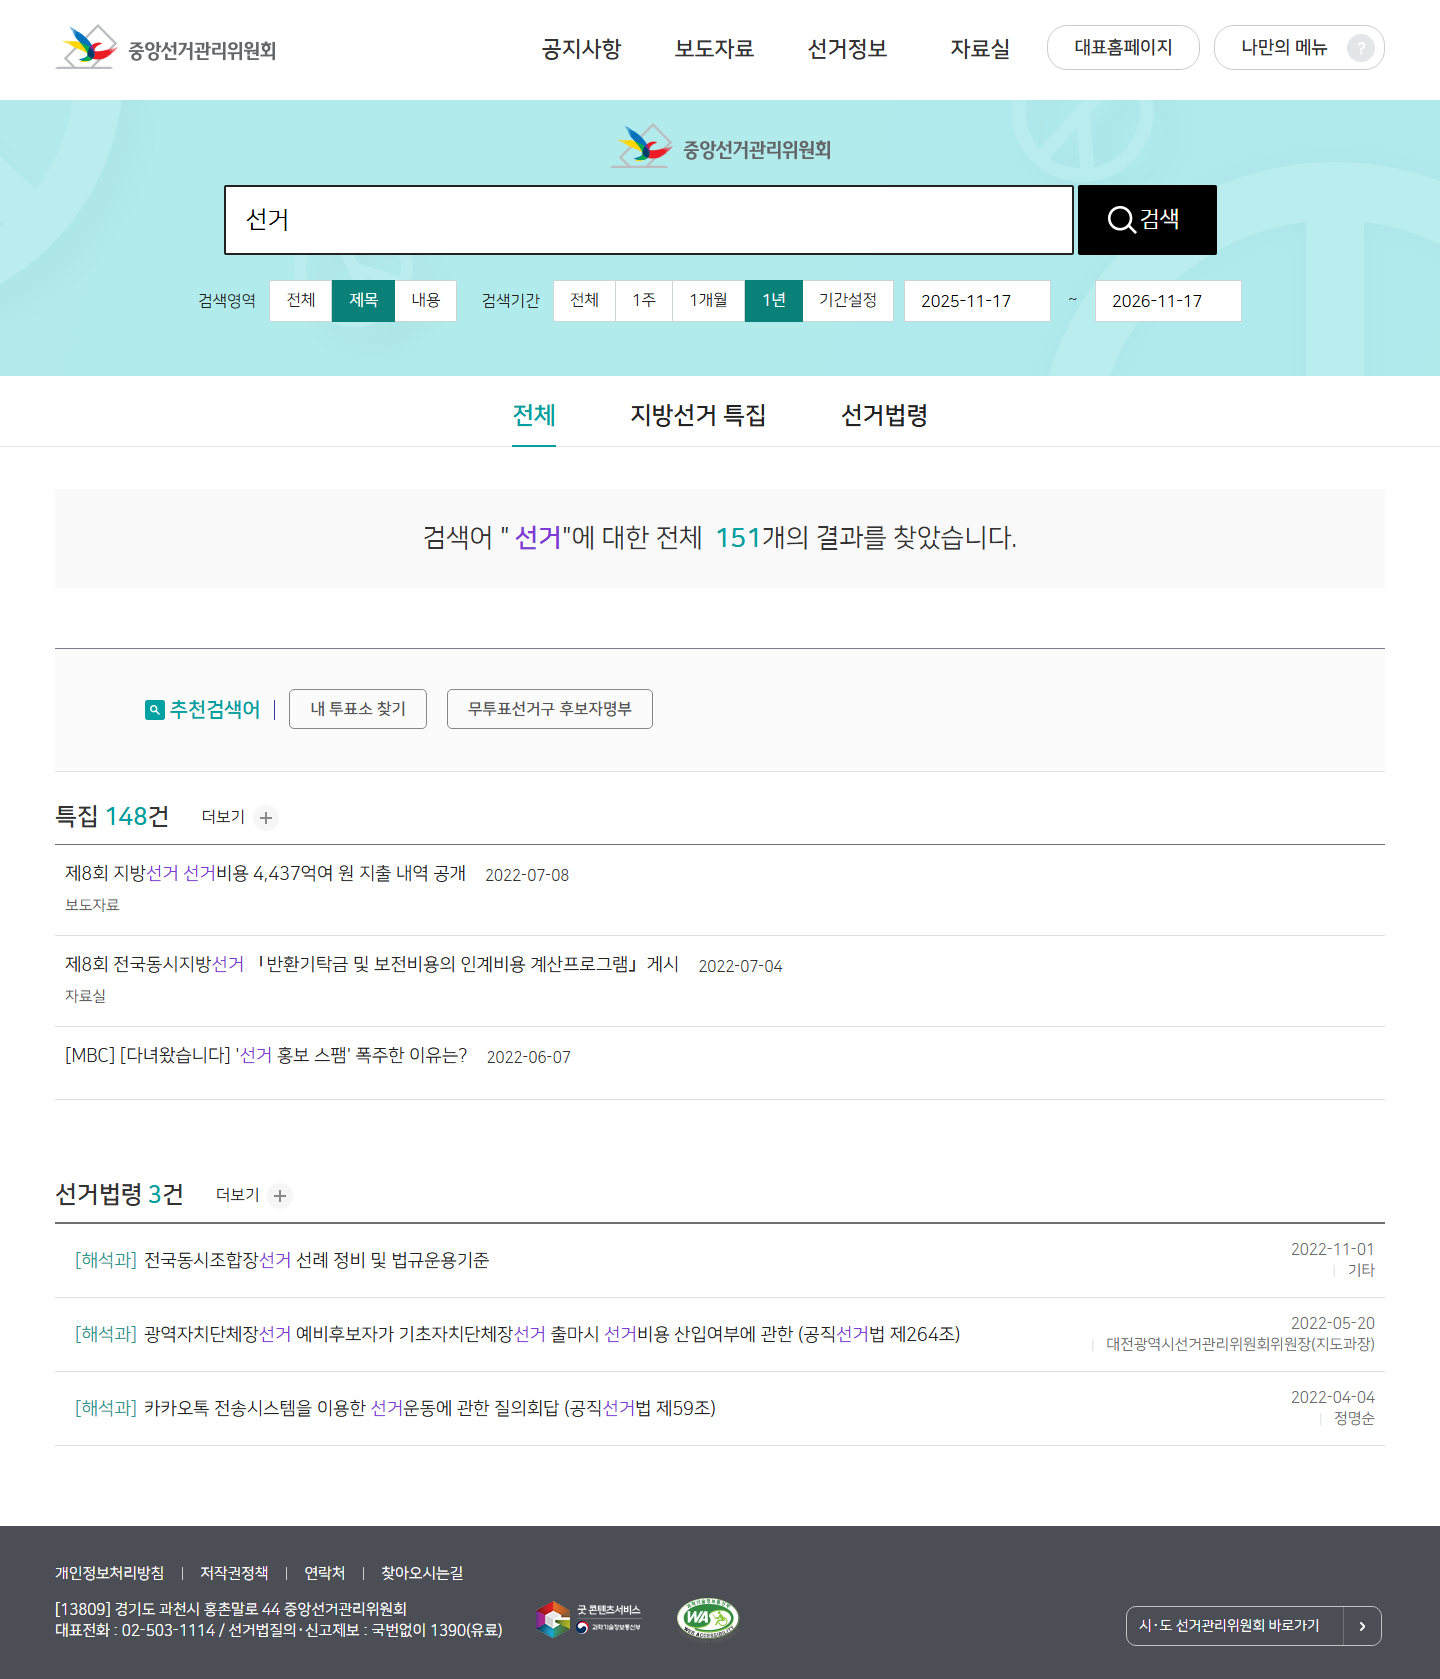 중앙선거관리위원회
공지사항 보도자료 선거정보 자료실 대표홈페이지 나만의 메뉴 ?
중앙선거관리위원회
선거 검색
검색영역 전체 제목 내용 검색기간 전체 1주 1개월 1년 기간설정 2025-11-17 ~ 2026-11-17
전체 지방선거 특집 선거법령
검색어 " 선거"에 대한 전체 151개의 결과를 찾았습니다.
추천검색어 내 투표소 찾기 무투표선거구 후보자명부
특집 148건 더보기
제8회 지방선거 선거비용 4,437억여 원 지출 내역 공개 2022-07-08
보도자료
제8회 전국동시지방선거 「반환기탁금 및 보전비용의 인계비용 계산프로그램」 게시 2022-07-04
자료실
[MBC] [다녀왔습니다] '선거 홍보 스팸' 폭주한 이유는? 2022-06-07
선거법령 3건 더보기
[해석과] 전국동시조합장선거 선례 정비 및 법규운용기준 2022-11-01
기타
[해석과] 광역자치단체장선거 예비후보자가 기초자치단체장선거 출마시 선거비용 산입여부에 관한 (공직선거법 제264조) 2022-05-20
대전광역시선거관리위원회위원장(지도과장)
[해석과] 카카오톡 전송시스템을 이용한 선거운동에 관한 질의회답 (공직선거법 제59조) 2022-04-04
정명순
개인정보처리방침 저작권정책 연락처 찾아오시는길
[13809] 경기도 과천시 홍촌말로 44 중앙선거관리위원회
대표전화 : 02-503-1114 / 선거법질의·신고제보 : 국번없이 1390(유료)
굿 콘텐츠서비스
과학기술정보통신부
WA
시·도 선거관리위원회 바로가기